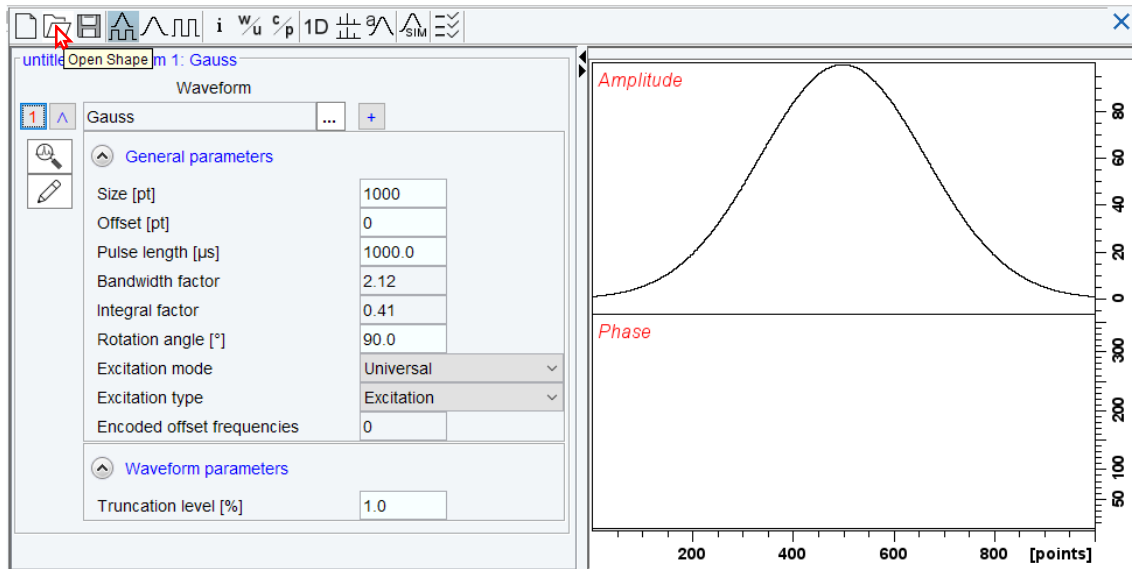 i w/u c/p 1D a SIM
untitle Open Shape m 1: Gauss
Waveform
1 Gauss ... +
General parameters
Size [pt] 1000
Offset [pt] 0
Pulse length [µs] 1000.0
Bandwidth factor 2.12
Integral factor 0.41
Rotation angle [°] 90.0
Excitation mode Universal
Excitation type Excitation
Encoded offset frequencies 0
Waveform parameters
Truncation level [%] 1.0
Amplitude
80
60
40
20
0
Phase
300
200
100
50
200 400 600 800 [points]